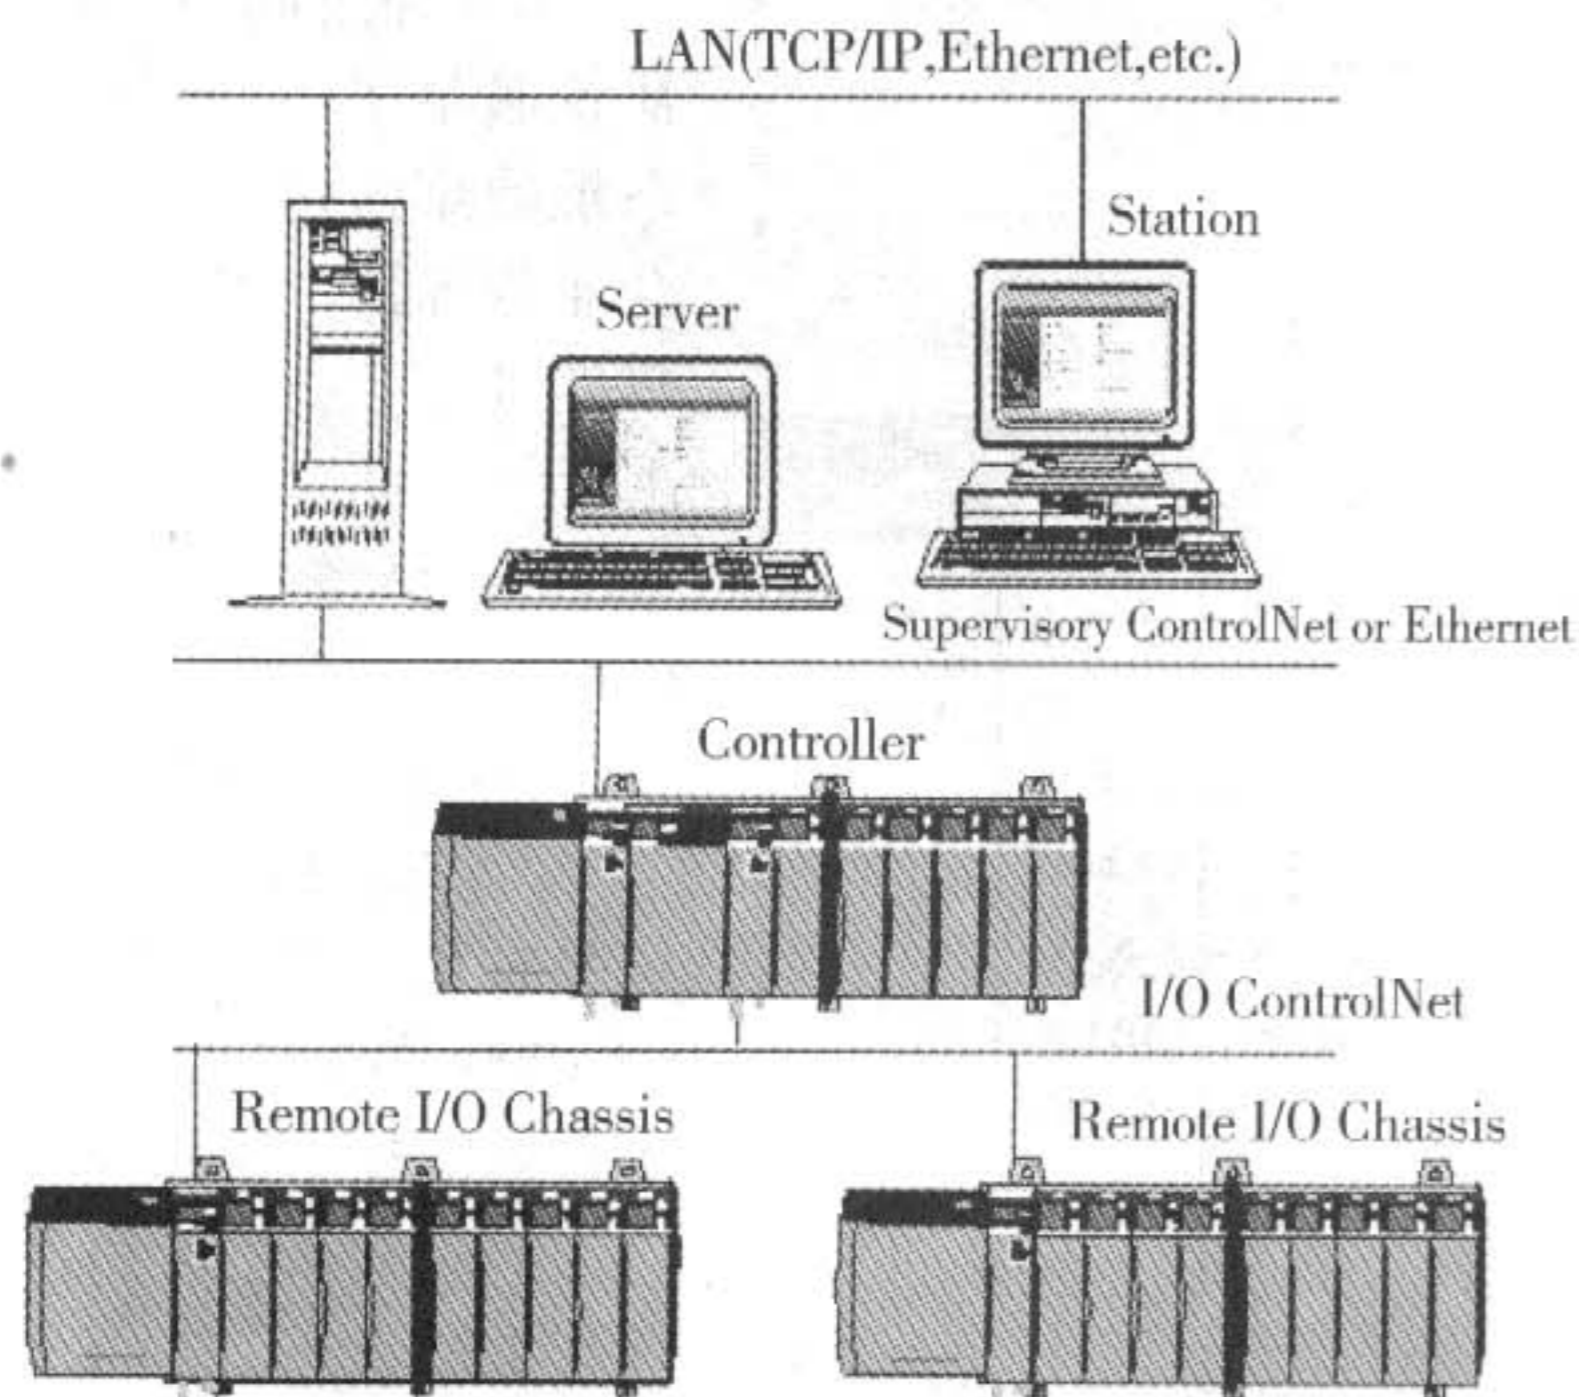 LAN(TCP/IP,Ethernet,etc.)
Station
Server
Supervisory ControlNet or Ethernet
Controller
I/O ControlNet
Remote I/O Chassis
Remote I/O Chassis